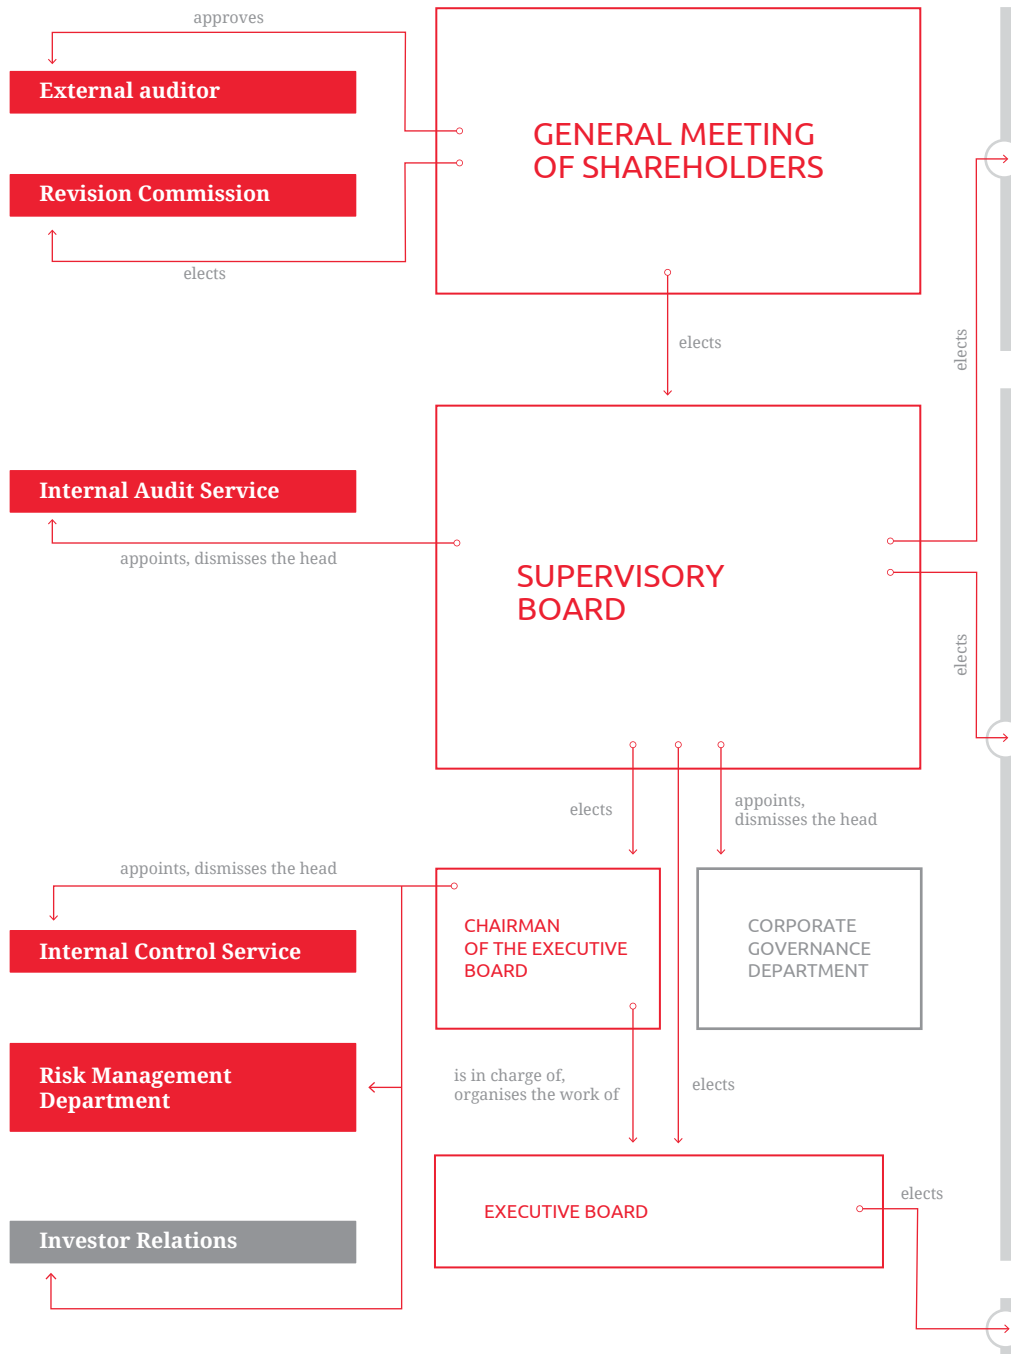 approves
External auditor
GENERAL MEETING
OF SHAREHOLDERS
Revision Commission
elects
elects
elects
Internal Audit Service
appoints, dismisses the head
SUPERVISORY
BOARD
elects
elects
appoints,
dismisses the head
appoints, dismisses the head
Internal Control Service
CHAIRMAN
OF THE EXECUTIVE
BOARD
CORPORATE
GOVERNANCE
DEPARTMENT
Risk Management
Department
is in charge of,
organises the work of
elects
EXECUTIVE BOARD
elects
Investor Relations